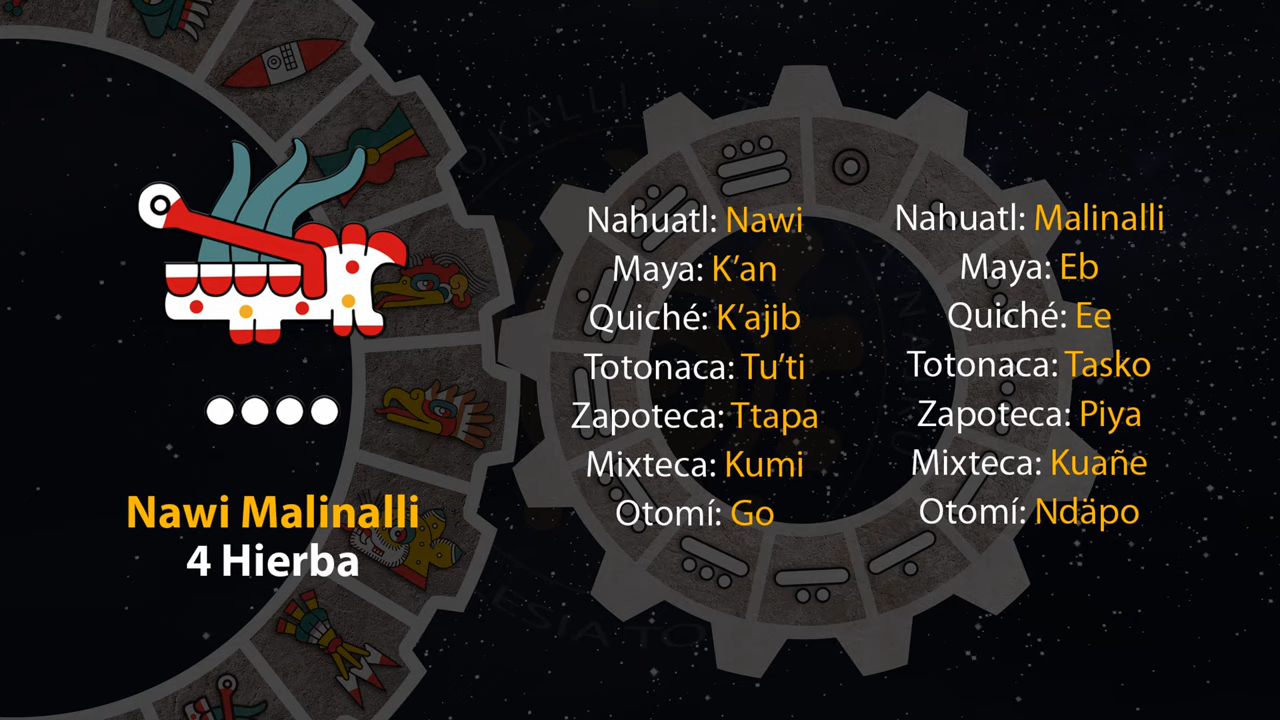 Nawi Malinalli
4 Hierba
Nahuatl: Nawi
Maya: K’an
Quiché: K’ajib
Totonaca: Tu’ti
Zapoteca: Ttapa
Mixteca: Kumi
Otomí: Go
Nahuatl: Malinalli
Maya: Eb
Quiché: Ee
Totonaca: Tasko
Zapoteca: Piya
Mixteca: Kuañe
Otomí: Ndäpo